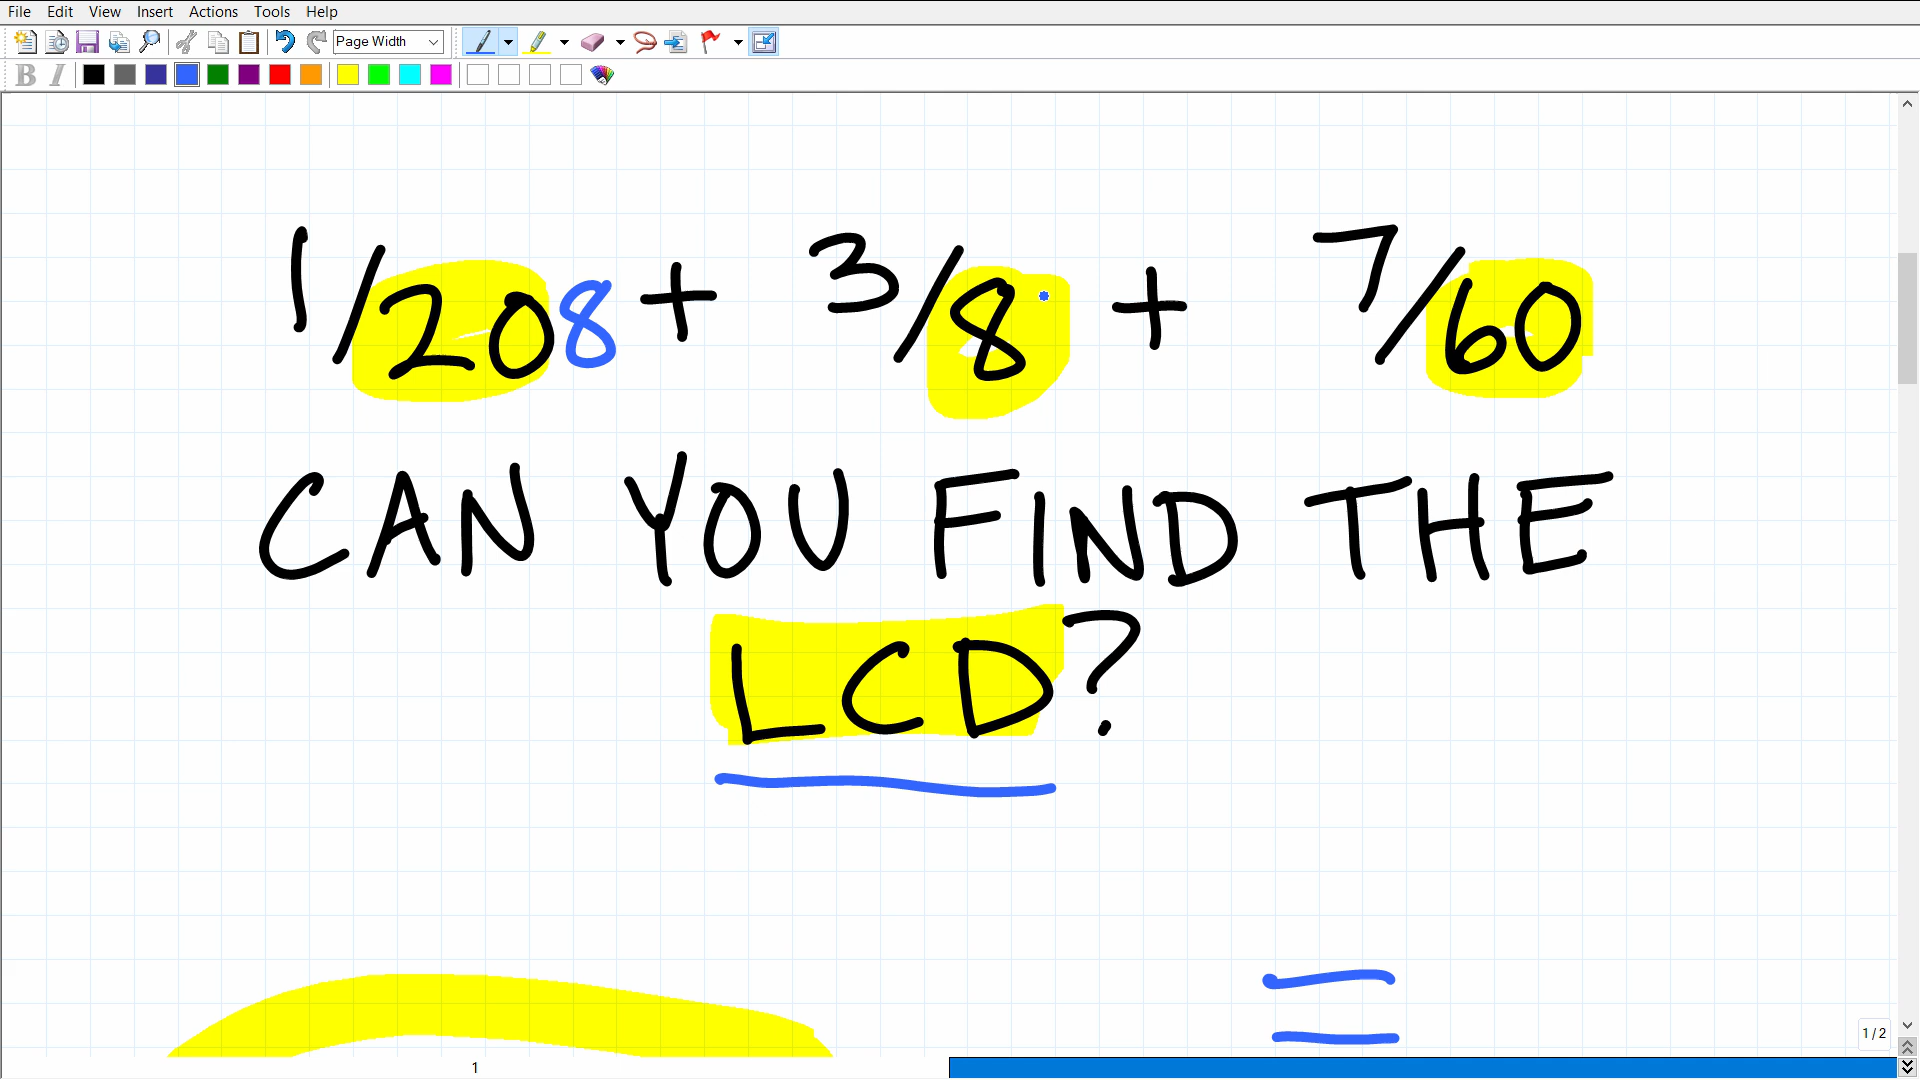 File Edit View Insert Actions Tools Help
Page Width
B I
1/208 + 3/8 + 7/60
CAN YOU FIND THE
LCD?
1/2
1